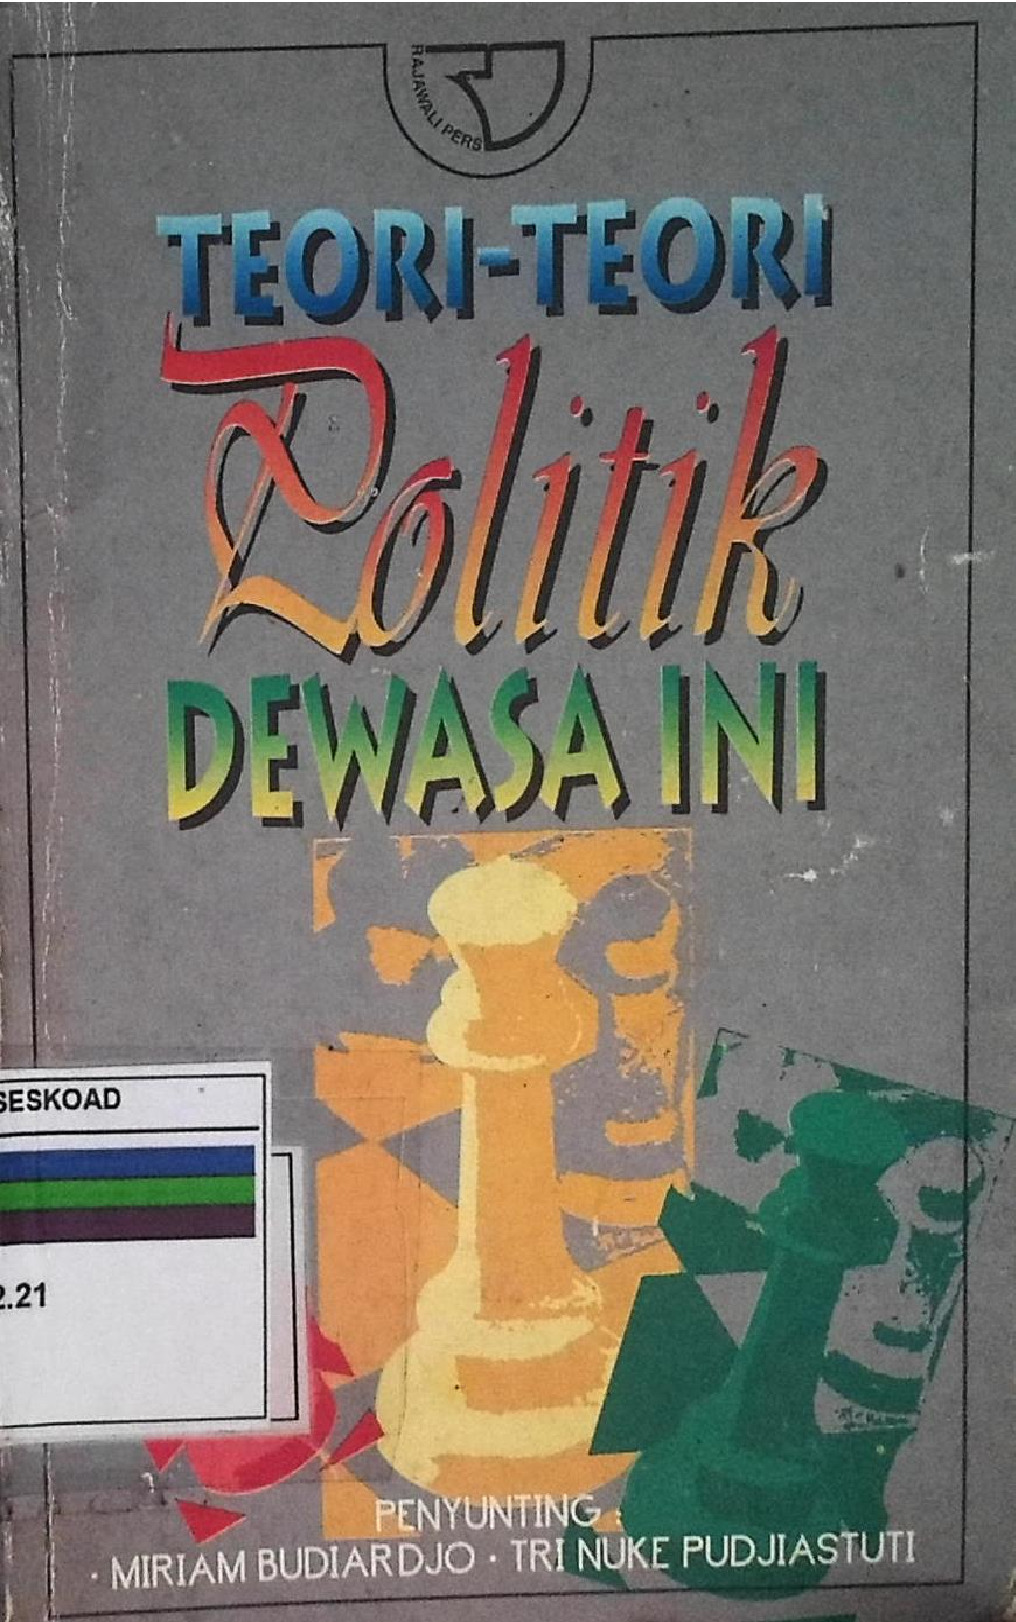 RAJAWALI PERS
TEORI-TEORI
Politik
DEWASA INI
SESKOAD
2.21
PENYUNTING :
· MIRIAM BUDIARDJO · TRI NUKE PUDJIASTUTI